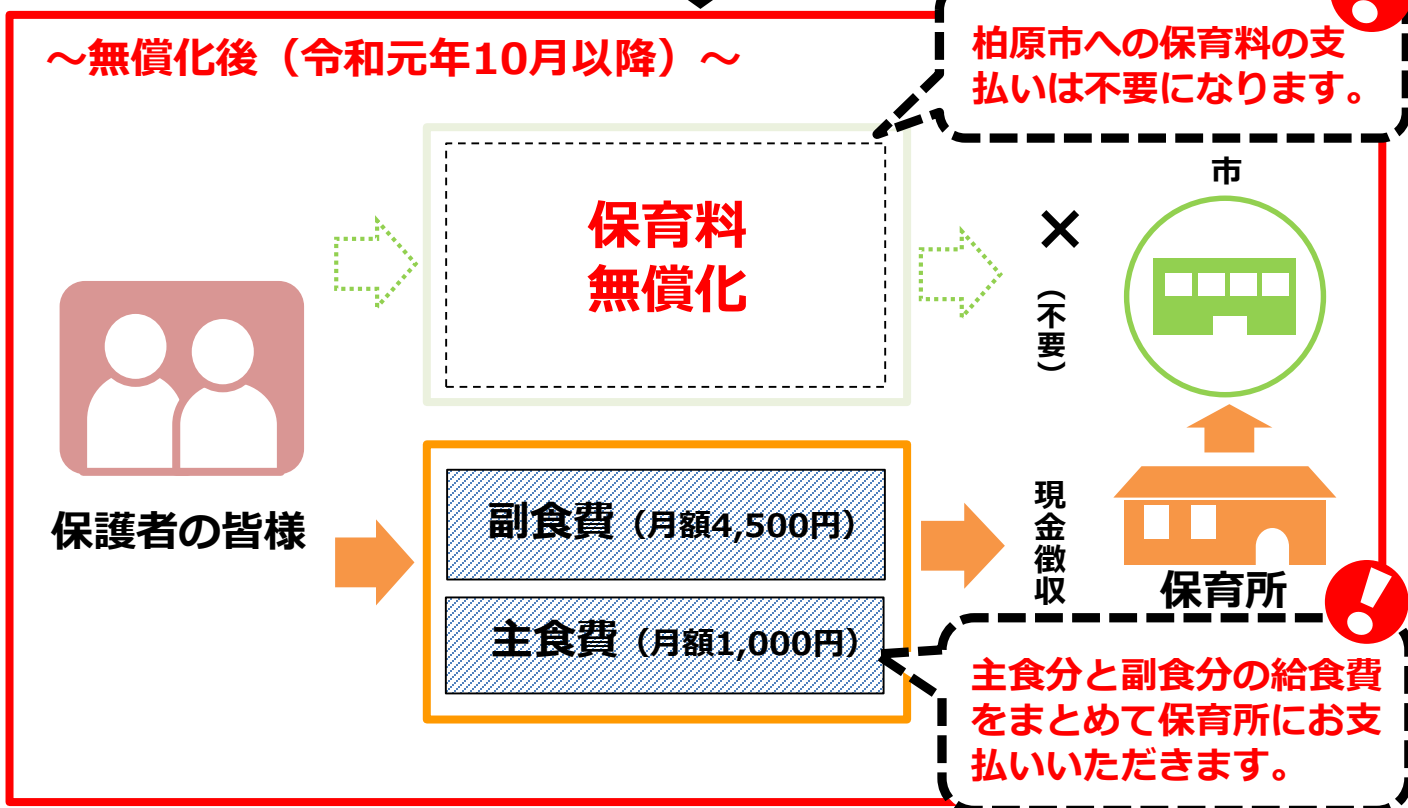 ～無償化後（令和元年10月以降）～
柏原市への保育料の支
払いは不要になります。
保育料
無償化
×
（不要）
市
保護者の皆様
副食費（月額4,500円）
主食費（月額1,000円）
現金徴収
保育所
主食分と副食分の給食費
をまとめて保育所にお支
払いいただきます。